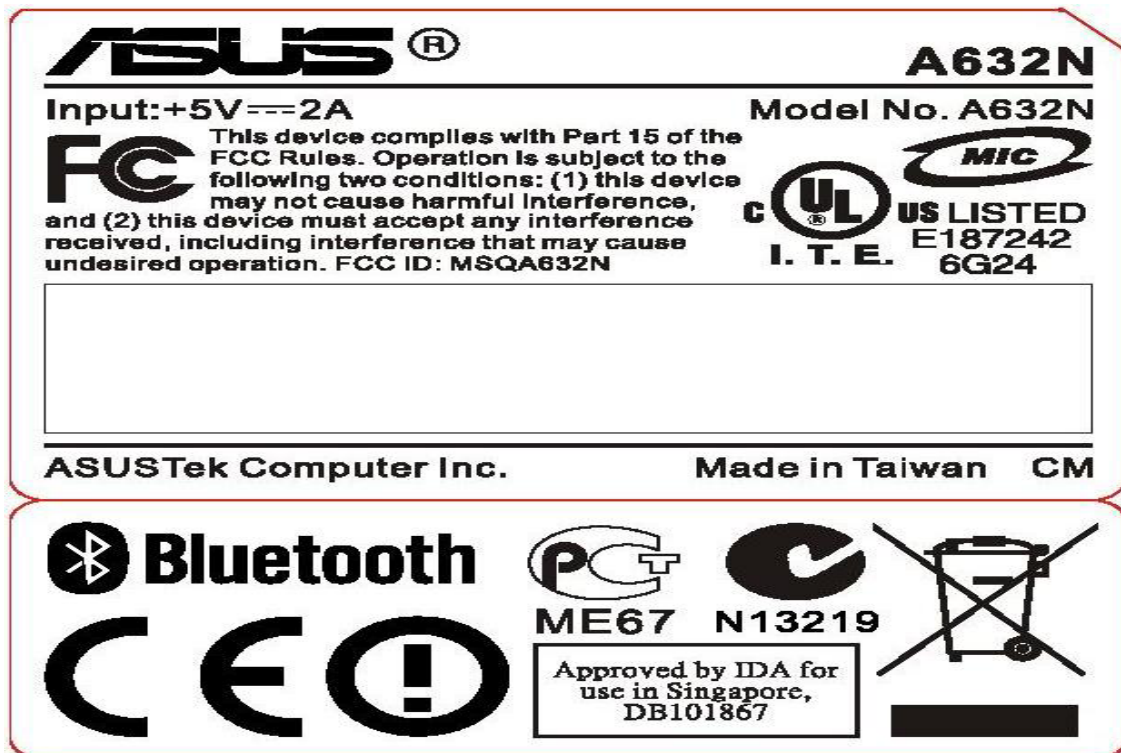 ASUS®
A632N
Input:+5V⎓2A
Model No. A632N
FC
This device complies with Part 15 of the
FCC Rules. Operation is subject to the
following two conditions: (1) this device
may not cause harmful interference,
and (2) this device must accept any interference
received, including interference that may cause
undesired operation. FCC ID: MSQA632N
MIC
C UL® US LISTED
I. T. E.
E187242
6G24
ASUSTek Computer Inc.
Made in Taiwan CM
Bluetooth
РСТ
ME67
N13219
CE
Approved by IDA for
use in Singapore,
DB101867